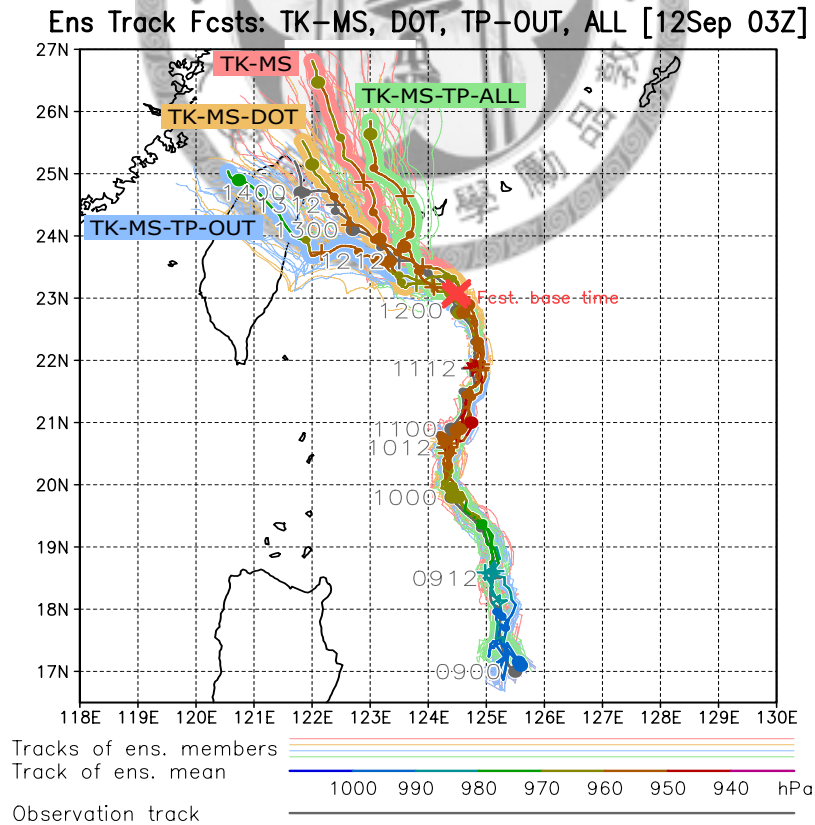 Ens Track Fcsts: TK-MS, DOT, TP-OUT, ALL [12Sep 03Z]
27N
TK-MS
TK-MS-TP-ALL
26N
TK-MS-DOT
教
品
勵
學
25N
1400
1312
TK-MS-TP-OUT
1300
24N
1212
23N
Fcst. base time
1200
22N
1112
21N
1100
1012
20N
1000
19N
0912
18N
17N
0900
118E 119E 120E 121E 122E 123E 124E 125E 126E 127E 128E 129E 130E
Tracks of ens. members
Track of ens. mean
1000 990 980 970 960 950 940 hPa
Observation track